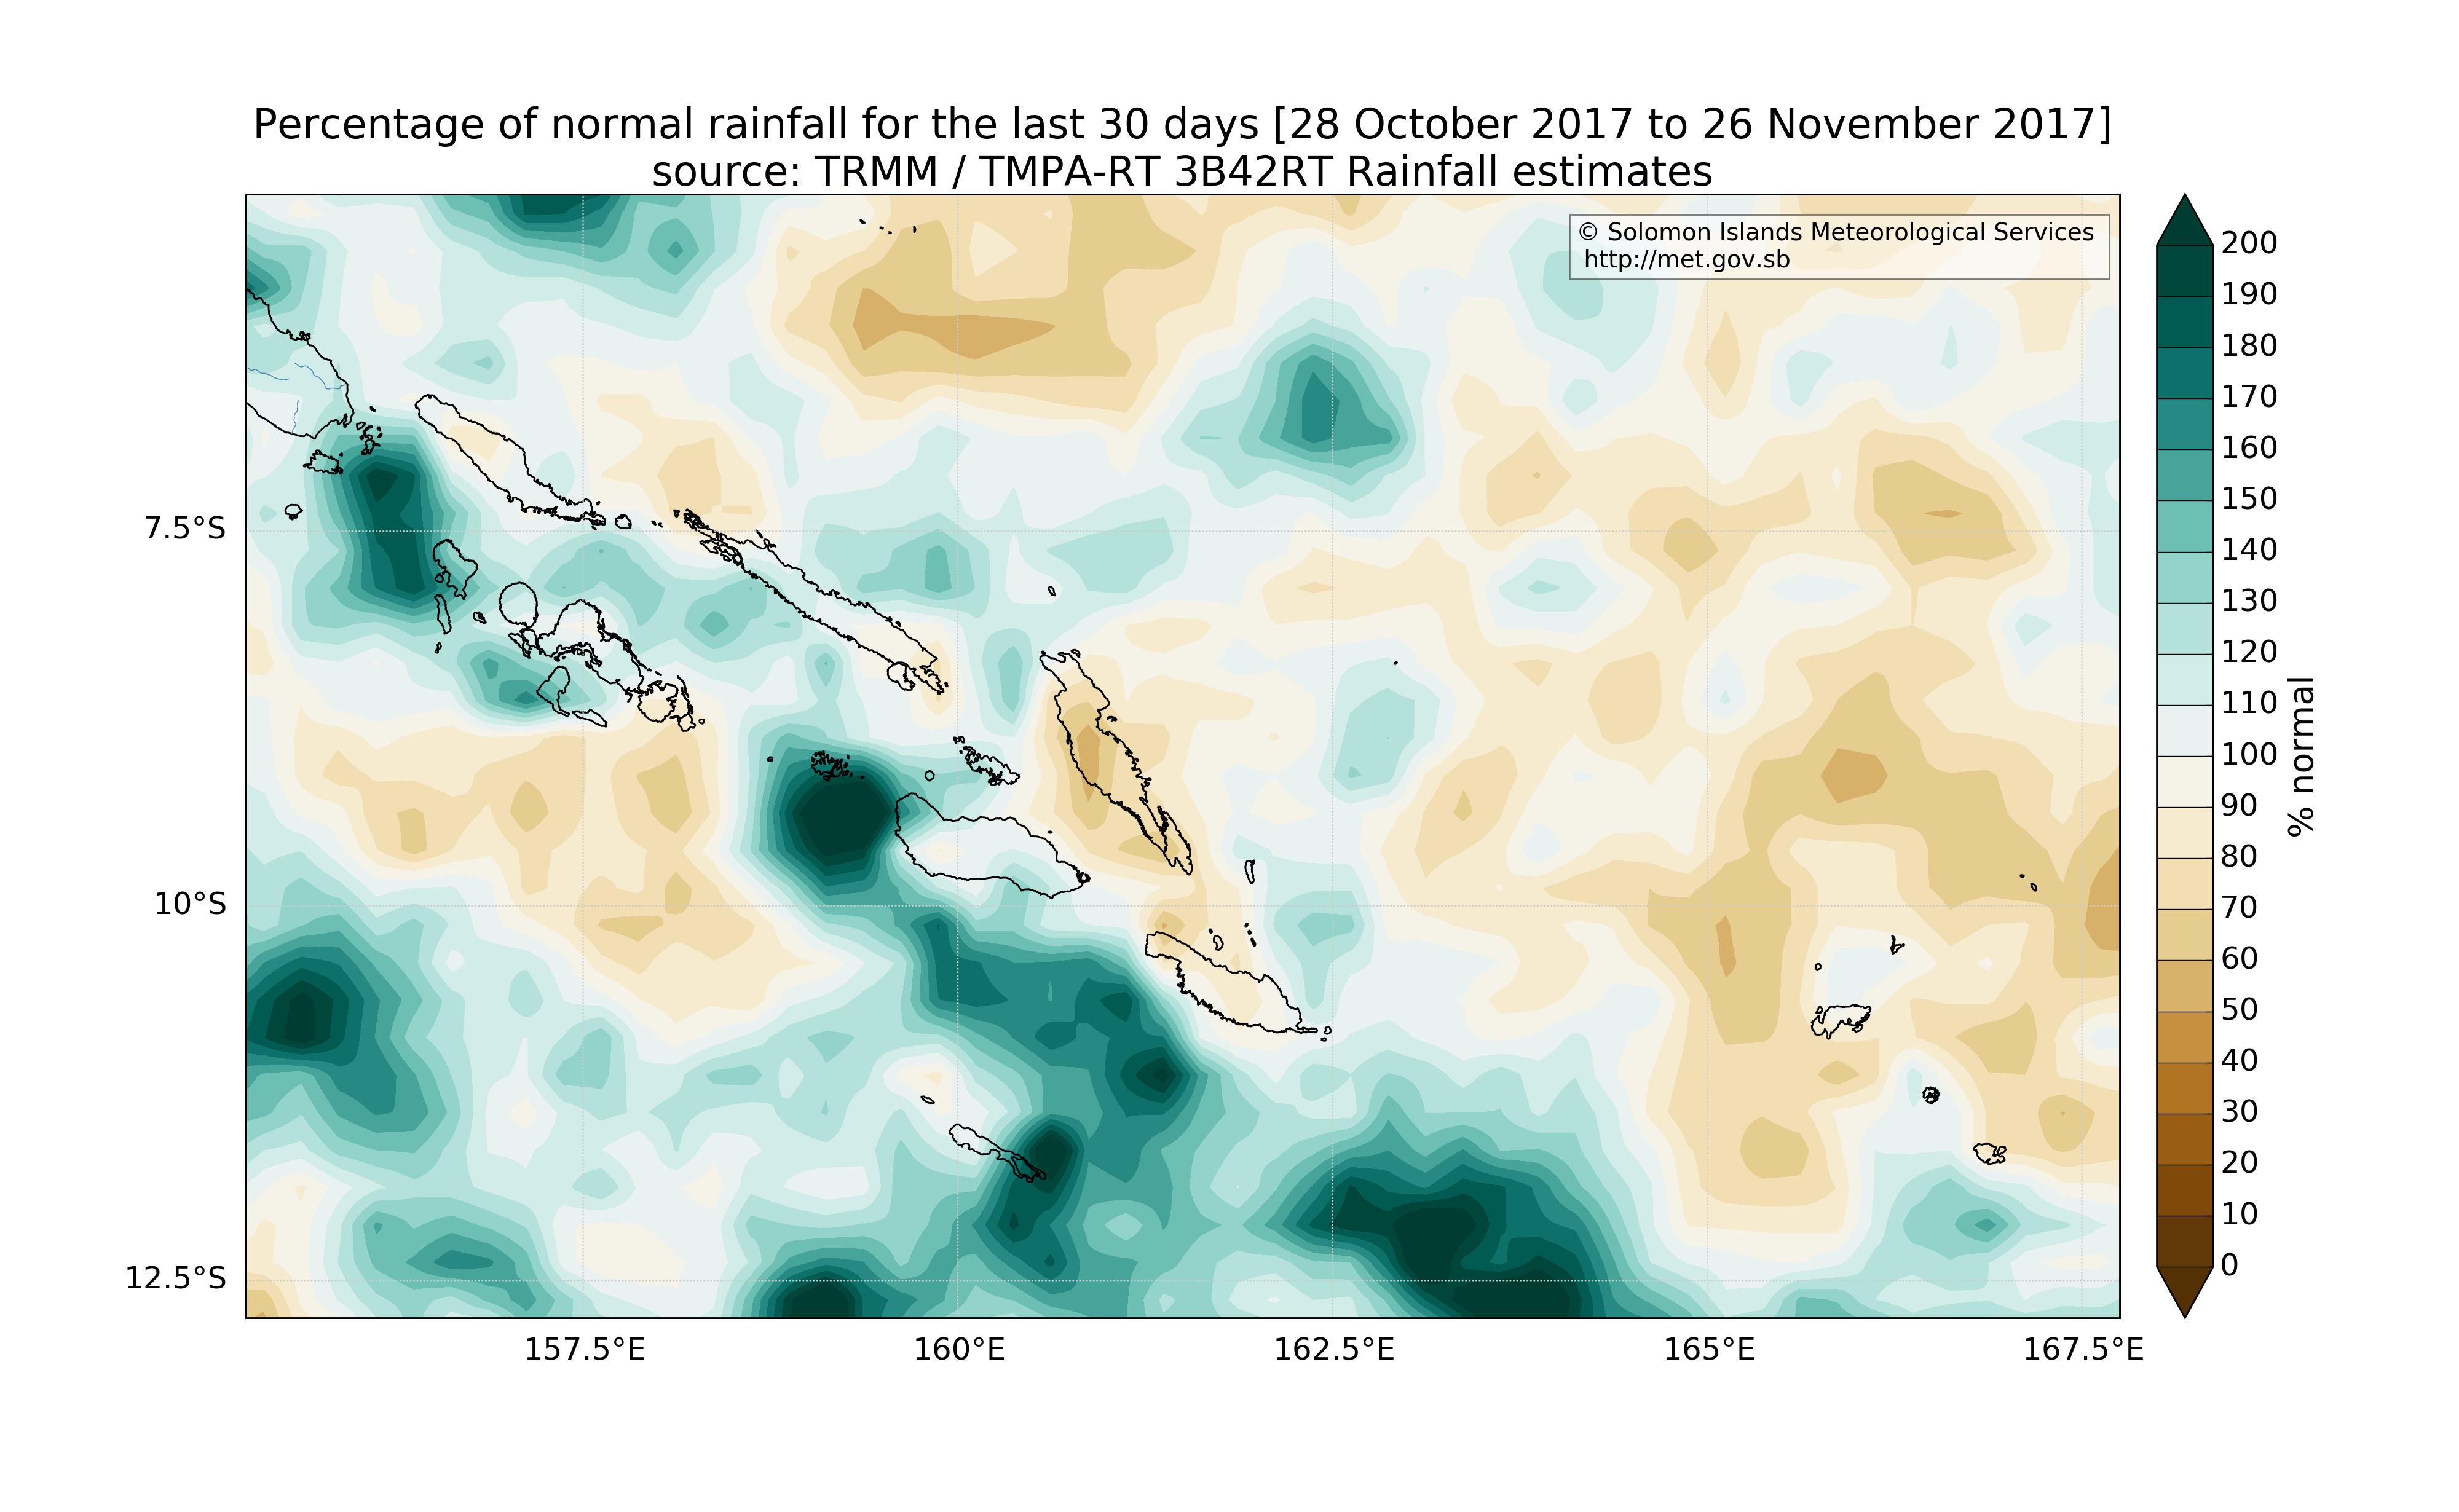 Percentage of normal rainfall for the last 30 days [28 October 2017 to 26 November 2017]
source: TRMM / TMPA-RT 3B42RT Rainfall estimates
© Solomon Islands Meteorological Services
http://met.gov.sb
7.5°S
10°S
12.5°S
157.5°E
160°E
162.5°E
165°E
167.5°E
200
190
180
170
160
150
140
130
120
110
100
90
80
70
60
50
40
30
20
10
0
% normal